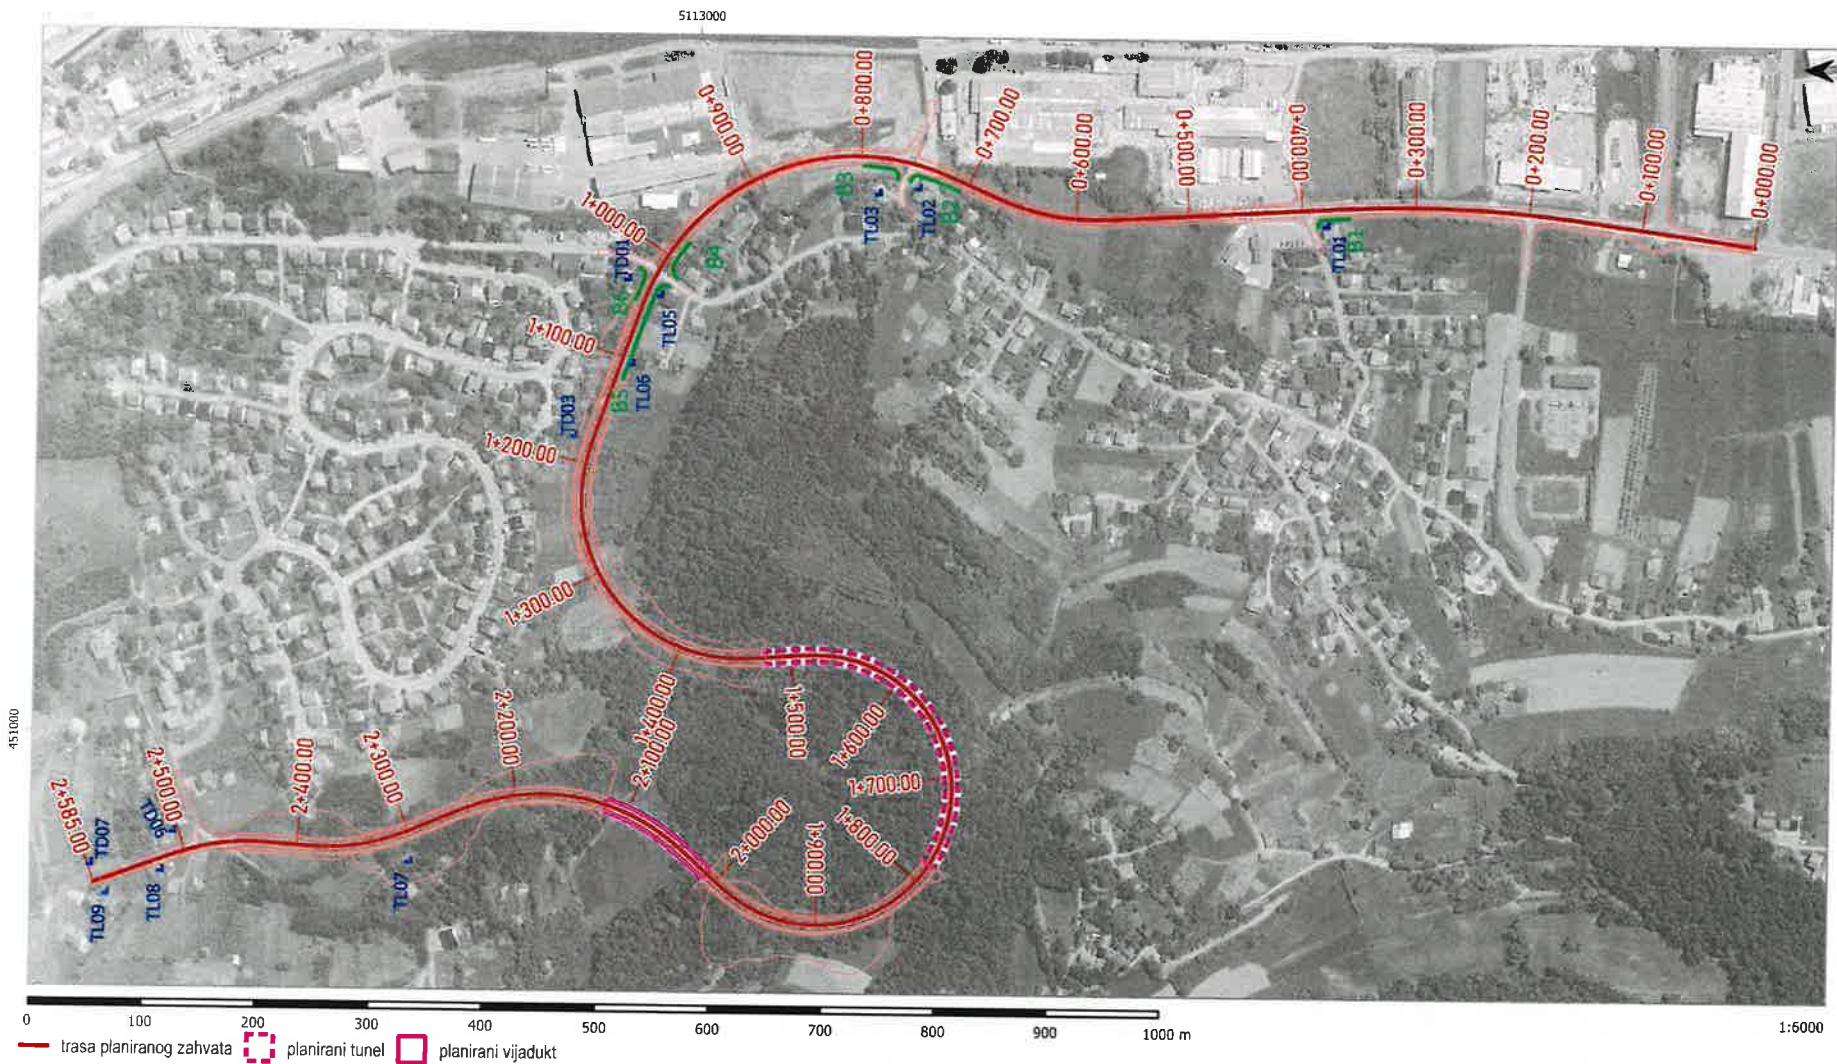 5113000
451000
0+000.00
0+100.00
0+200.00
0+300.00
0+400.00
0+500.00
0+600.00
0+700.00
0+800.00
0+900.00
1+000.00
1+100.00
1+200.00
1+300.00
1+400.00
1+500.00
1+600.00
1+700.00
1+800.00
1+900.00
2+000.00
2+100.00
2+200.00
2+300.00
2+400.00
2+500.00
2+585.00
TL01
B1
TL02
B2
TL03
B3
B4
TD01
B6
TL05
TL06
B5
TD03
TL07
TD06
TL08
TD07
TL09
0 100 200 300 400 500 600 700 800 900 1000 m
1:6000
trasa planiranog zahvata planirani tunel planirani vijadukt